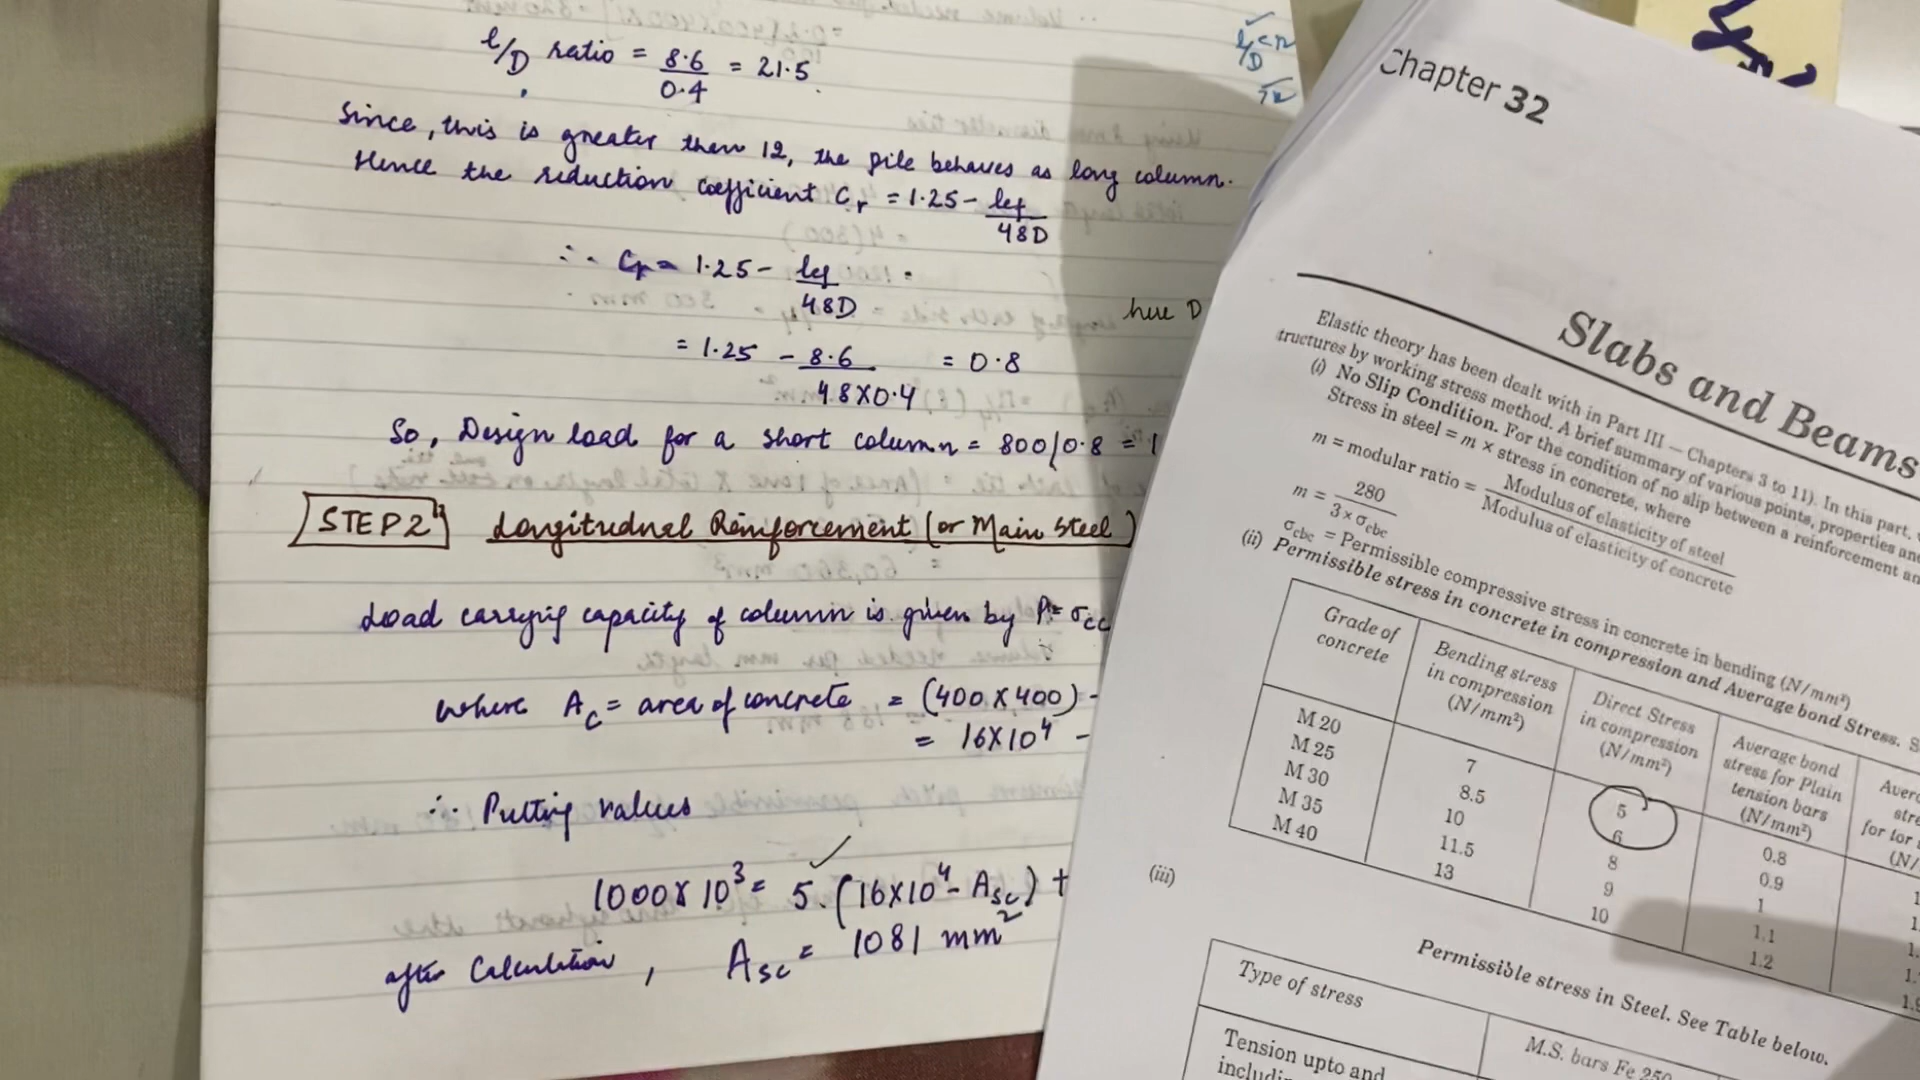 l/D ratio = 8.6/0.4 = 21.5
Since, this is greater then 12, the pile behaves as long column.
Hence the reduction coefficient Cr = 1.25 - lef/48D
∴ Cr = 1.25 - lef/48D
here D
= 1.25 - 8.6/48×0.4 = 0.8
So, Design load for a short column = 800/0.8 = 1
STEP2 Longitudnal Reinforcement (or Main Steel)
Load carrying capacity of column is given by P = σcc
where Ac = area of concrete = (400 × 400) -
= 16×10⁴ -
∴ Putting values
1000×10³ = 5.(16×10⁴ - Asc) +
after Calculation, Asc = 1081 mm²
Chapter 32
Slabs and Beams
Elastic theory has been dealt with in Part III — Chapters 3 to 11). In this part,
tructures by working stress method. A brief summary of various points, properties and
(i) No Slip Condition. For the condition of no slip between a reinforcement an
Stress in steel = m × stress in concrete, where
m = modular ratio = Modulus of elasticity of steel / Modulus of elasticity of concrete
m = 280 / 3 × σcbc
σcbc = Permissible compressive stress in concrete in bending (N/mm²)
(ii) Permissible stress in concrete in compression and Average bond Stress. S
Grade of concrete
Bending stress in compression (N/mm²)
Direct Stress in compression (N/mm²)
Average bond stress for Plain tension bars (N/mm²)
M 20 7 5 0.8
M 25 8.5 6 0.9
M 30 10 8 1
M 35 11.5 9 1.1
M 40 13 10 1.2
(iii)
Permissible stress in Steel. See Table below.
Type of stress
M.S. bars Fe 250
Tension upto and